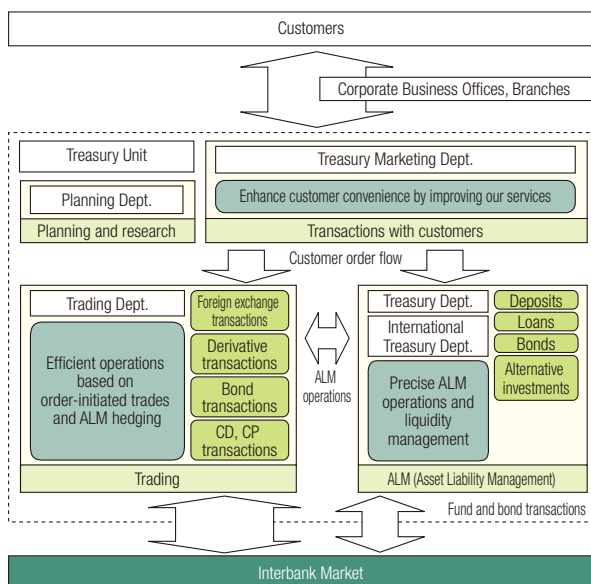 Customers
Corporate Business Offices, Branches
Treasury Unit
Planning Dept.
Planning and research
Treasury Marketing Dept.
Enhance customer convenience by improving our services
Transactions with customers
Customer order flow
Trading Dept.
Efficient operations
based on
order-initiated trades
and ALM hedging
Foreign exchange
transactions
Derivative
transactions
Bond
transactions
CD, CP
transactions
Trading
ALM
operations
Treasury Dept.
International
Treasury Dept.
Precise ALM
operations and
liquidity
management
Deposits
Loans
Bonds
Alternative
investments
ALM (Asset Liability Management)
Fund and bond transactions
Interbank Market